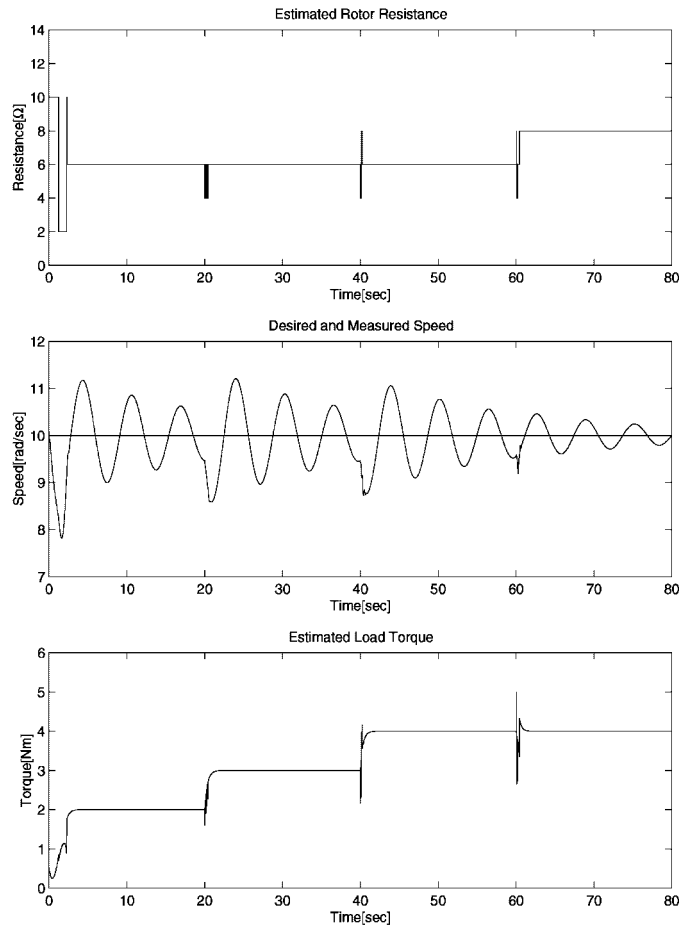 Estimated Rotor Resistance
14
12
10
8
6
4
2
0
Resistance[Ω]
0 10 20 30 40 50 60 70 80
Time[sec]
Desired and Measured Speed
12
11
10
9
8
7
Speed[rad/sec]
0 10 20 30 40 50 60 70 80
Time[sec]
Estimated Load Torque
6
5
4
3
2
1
0
Torque[Nm]
0 10 20 30 40 50 60 70 80
Time[sec]